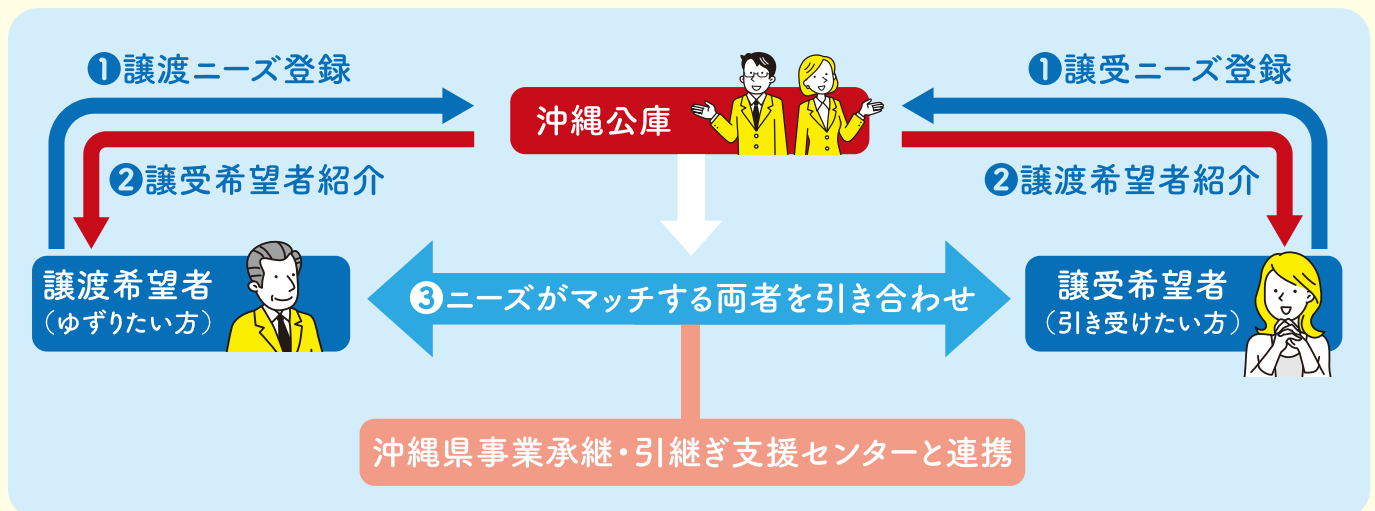 ❶譲渡ニーズ登録
❶譲受ニーズ登録
沖縄公庫
❷譲受希望者紹介
❷譲渡希望者紹介
譲渡希望者
（ゆずりたい方）
❸ニーズがマッチする両者を引き合わせ
譲受希望者
（引き受けたい方）
沖縄県事業承継・引継ぎ支援センターと連携